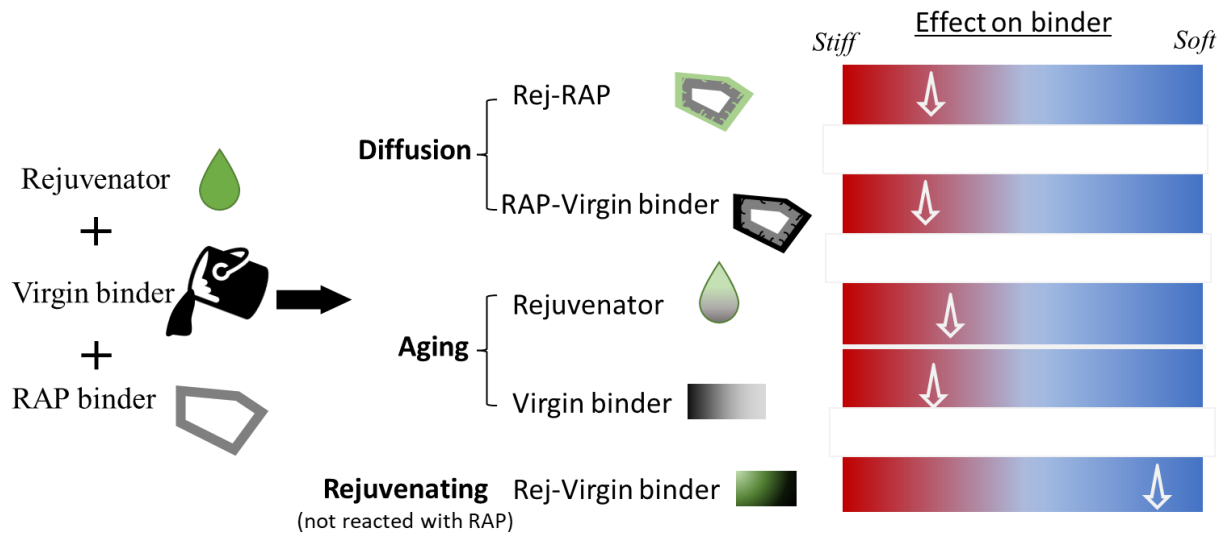 Effect on binder
Stiff
Soft
Rej-RAP
Diffusion
RAP-Virgin binder
Rejuvenator
+
Virgin binder
+
RAP binder
Rejuvenator
Aging
Virgin binder
Rejuvenating
Rej-Virgin binder
(not reacted with RAP)